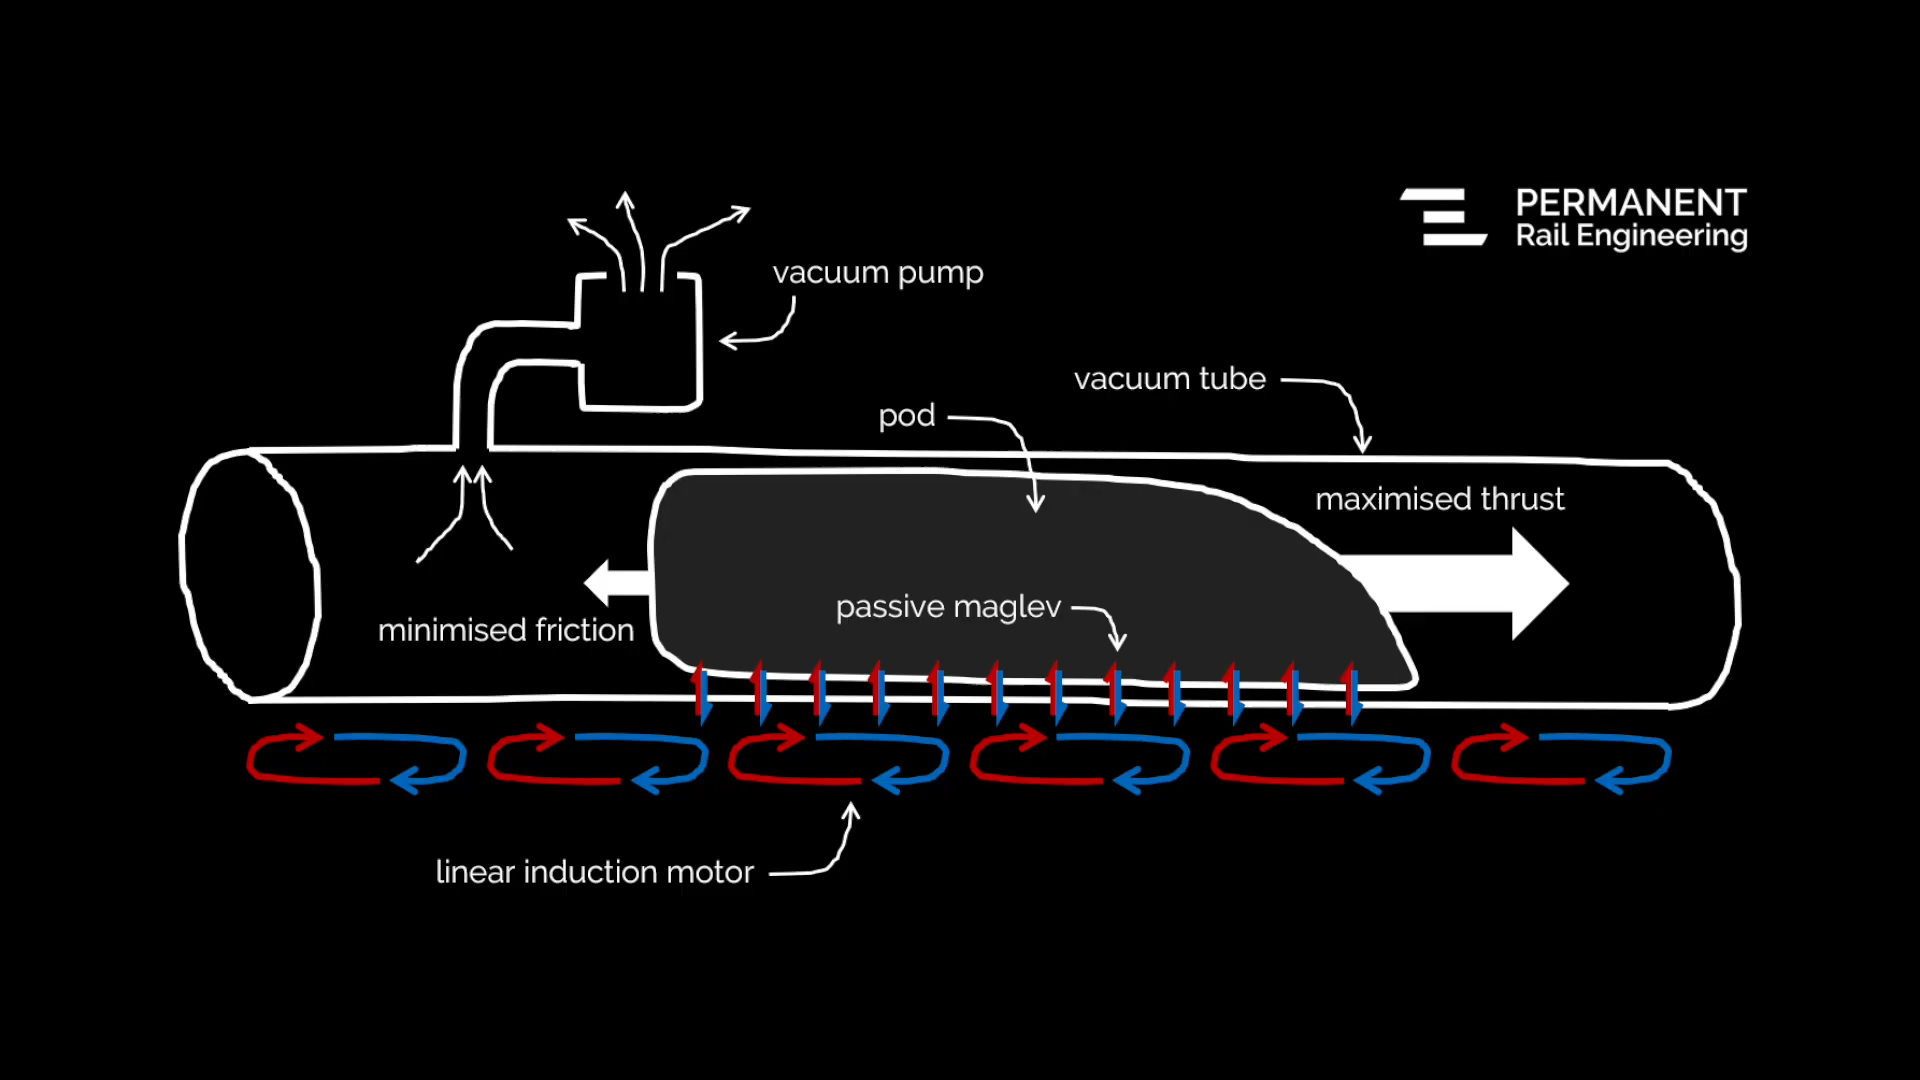 PERMANENT
Rail Engineering
vacuum pump
vacuum tube
pod
maximised thrust
passive maglev
minimised friction
linear induction motor